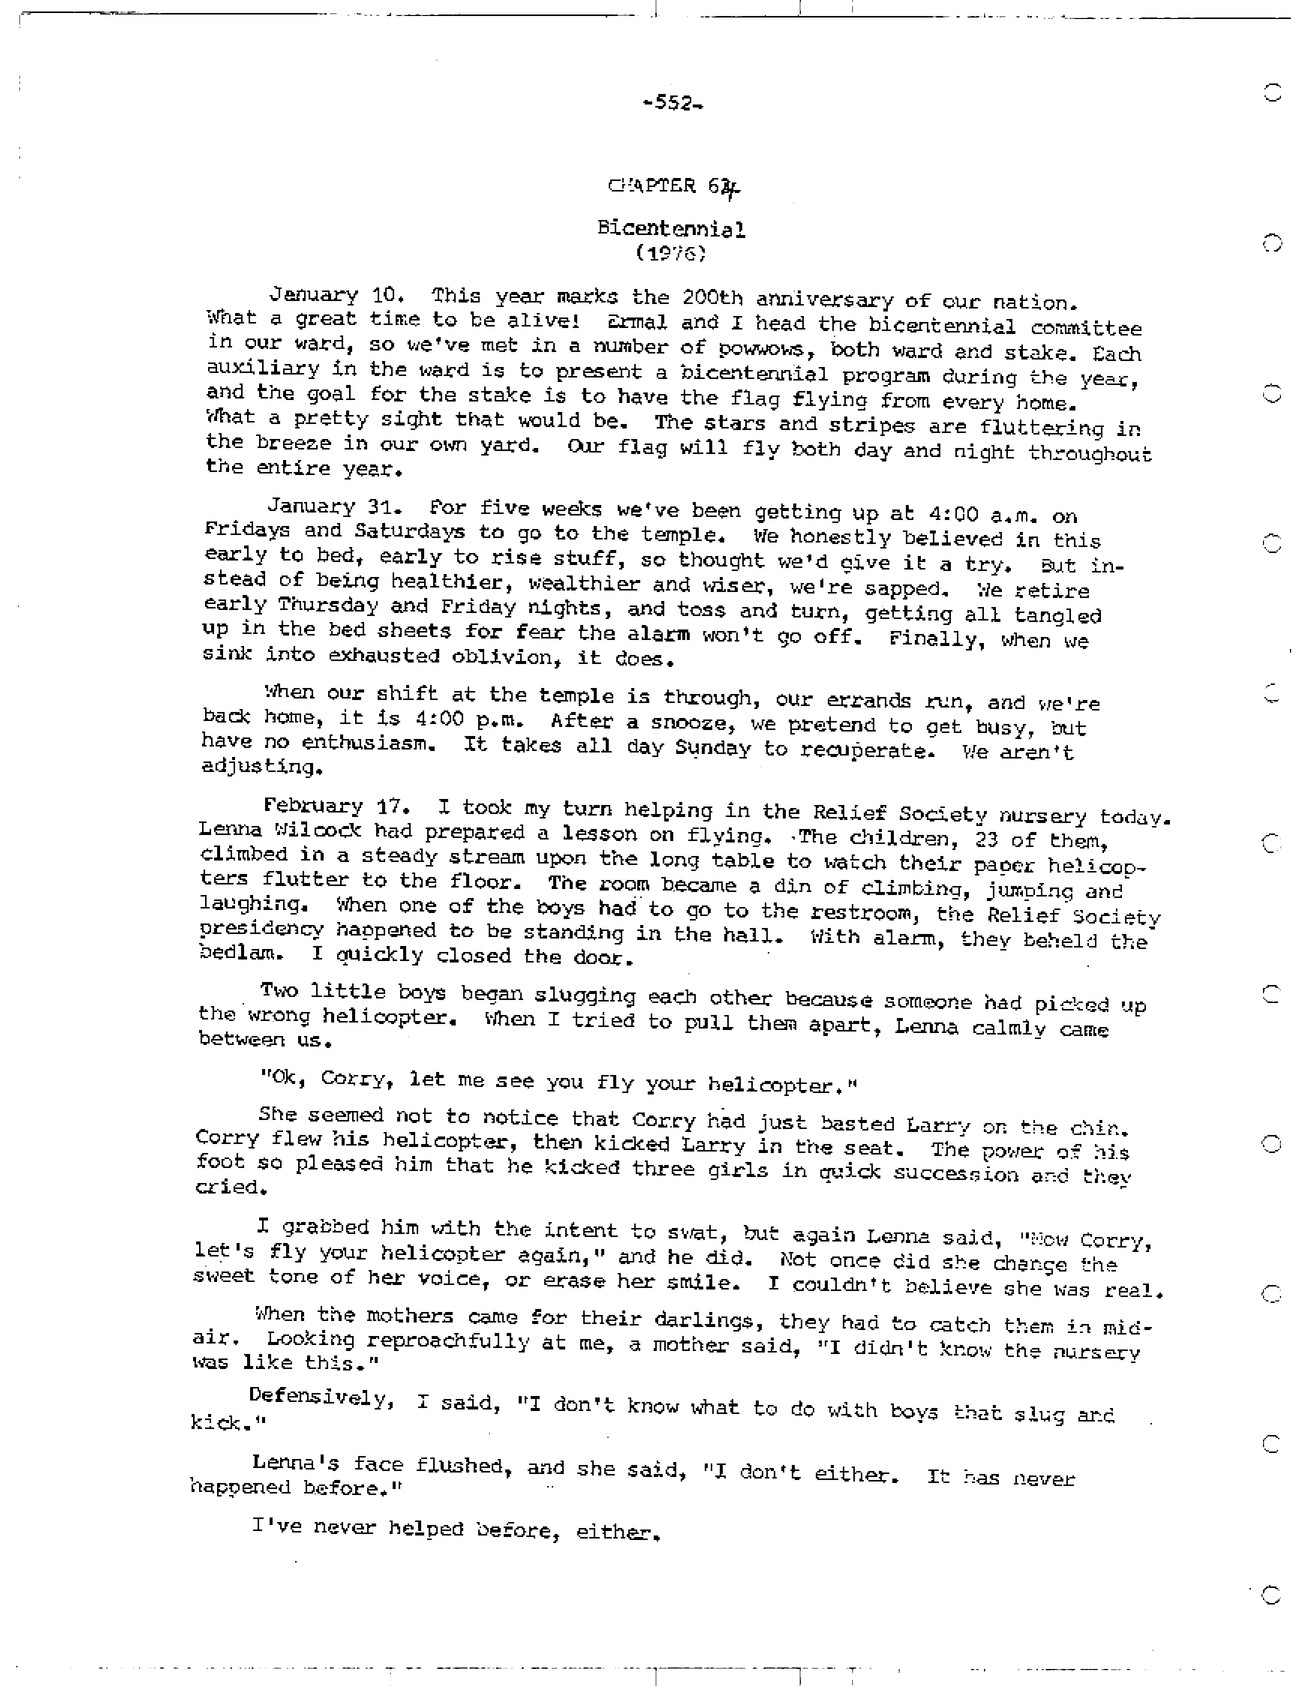 -552-
CHAPTER 64
Bicentennial
(1976)
January 10. This year marks the 200th anniversary of our nation.
What a great time to be alive! Ermal and I head the bicentennial committee
in our ward, so we've met in a number of powwows, both ward and stake. Each
auxiliary in the ward is to present a bicentennial program during the year,
and the goal for the stake is to have the flag flying from every home.
What a pretty sight that would be. The stars and stripes are fluttering in
the breeze in our own yard. Our flag will fly both day and night throughout
the entire year.
January 31. For five weeks we've been getting up at 4:00 a.m. on
Fridays and Saturdays to go to the temple. We honestly believed in this
early to bed, early to rise stuff, so thought we'd give it a try. But in-
stead of being healthier, wealthier and wiser, we're sapped. We retire
early Thursday and Friday nights, and toss and turn, getting all tangled
up in the bed sheets for fear the alarm won't go off. Finally, when we
sink into exhausted oblivion, it does.
When our shift at the temple is through, our errands run, and we're
back home, it is 4:00 p.m. After a snooze, we pretend to get busy, but
have no enthusiasm. It takes all day Sunday to recuperate. We aren't
adjusting.
February 17. I took my turn helping in the Relief Society nursery today.
Lenna Wilcock had prepared a lesson on flying. The children, 23 of them,
climbed in a steady stream upon the long table to watch their paper helicop-
ters flutter to the floor. The room became a din of climbing, jumping and
laughing. When one of the boys had to go to the restroom, the Relief Society
presidency happened to be standing in the hall. With alarm, they beheld the
bedlam. I quickly closed the door.
Two little boys began slugging each other because someone had picked up
the wrong helicopter. When I tried to pull them apart, Lenna calmly came
between us.
"Ok, Corry, let me see you fly your helicopter."
She seemed not to notice that Corry had just basted Larry on the chin.
Corry flew his helicopter, then kicked Larry in the seat. The power of his
foot so pleased him that he kicked three girls in quick succession and they
cried.
I grabbed him with the intent to swat, but again Lenna said, "Now Corry,
let's fly your helicopter again," and he did. Not once did she change the
sweet tone of her voice, or erase her smile. I couldn't believe she was real.
When the mothers came for their darlings, they had to catch them in mid-
air. Looking reproachfully at me, a mother said, "I didn't know the nursery
was like this."
Defensively, I said, "I don't know what to do with boys that slug and
kick."
Lenna's face flushed, and she said, "I don't either. It has never
happened before."
I've never helped before, either.